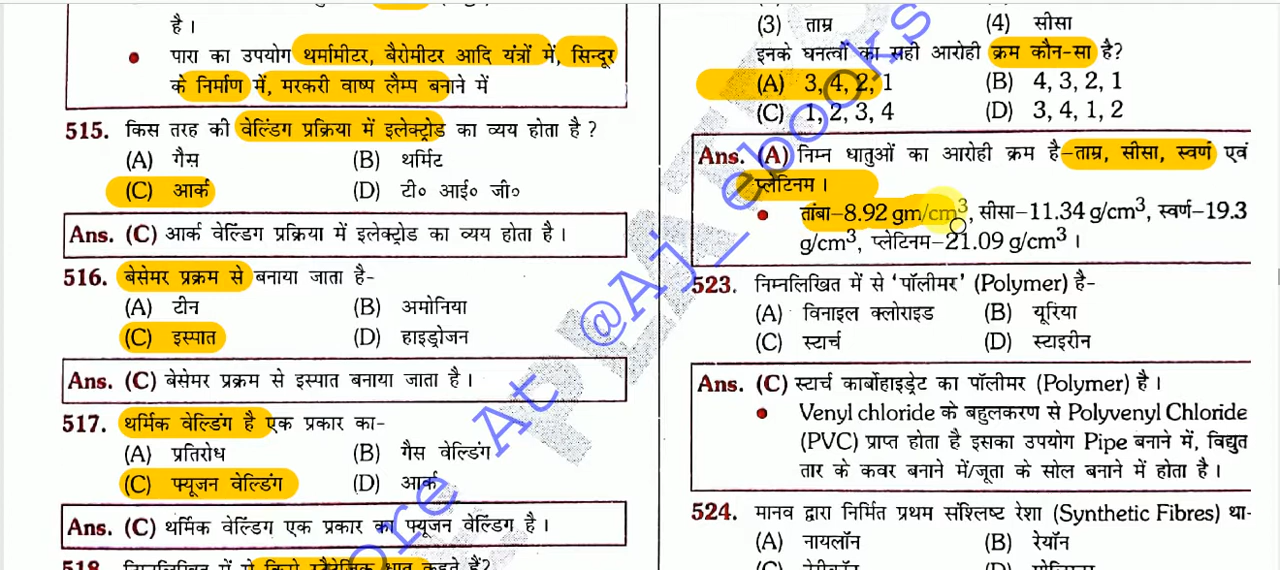 है।
पारा का उपयोग थर्मामीटर, बैरोमीटर आदि यंत्रों में, सिन्दूर
के निर्माण में, मरकरी वाष्प लैम्प बनाने में
515. किस तरह की वेल्डिंग प्रक्रिया में इलेक्ट्रोड का व्यय होता है ?
(A) गैस (B) थर्मिट
(C) आर्क (D) टी० आई० जी०
Ans. (C) आर्क वेल्डिंग प्रक्रिया में इलेक्ट्रोड का व्यय होता है।
516. बेसेमर प्रक्रम से बनाया जाता है-
(A) टीन (B) अमोनिया
(C) इस्पात (D) हाइड्रोजन
Ans. (C) बेसेमर प्रक्रम से इस्पात बनाया जाता है।
517. थर्मिक वेल्डिंग है एक प्रकार का-
(A) प्रतिरोध (B) गैस वेल्डिंग
(C) फ्यूजन वेल्डिंग (D) आर्क
Ans. (C) थर्मिक वेल्डिंग एक प्रकार का फ्यूजन वेल्डिंग है।
518.
(3) ताम्र (4) सीसा
इनके घनत्वों का सही आरोही क्रम कौन-सा है?
(A) 3, 4, 2, 1 (B) 4, 3, 2, 1
(C) 1, 2, 3, 4 (D) 3, 4, 1, 2
Ans. (A) निम्न धातुओं का आरोही क्रम है-ताम्र, सीसा, स्वर्ण एवं
प्लेटिनम।
तांबा–8.92 gm/cm³, सीसा–11.34 g/cm³, स्वर्ण–19.3
g/cm³, प्लेटिनम–21.09 g/cm³।
523. निम्नलिखित में से ‘पॉलीमर’ (Polymer) है-
(A) विनाइल क्लोराइड (B) यूरिया
(C) स्टार्च (D) स्टाइरीन
Ans. (C) स्टार्च कार्बोहाइड्रेट का पॉलीमर (Polymer) है।
Venyl chloride के बहुलकरण से Polyvenyl Chloride
(PVC) प्राप्त होता है इसका उपयोग Pipe बनाने में, विद्युत
तार के कवर बनाने में/जूता के सोल बनाने में होता है।
524. मानव द्वारा निर्मित प्रथम संश्लिष्ट रेशा (Synthetic Fibres) था-
(A) नायलॉन (B) रेयॉन
ore At @Aj_ebooks